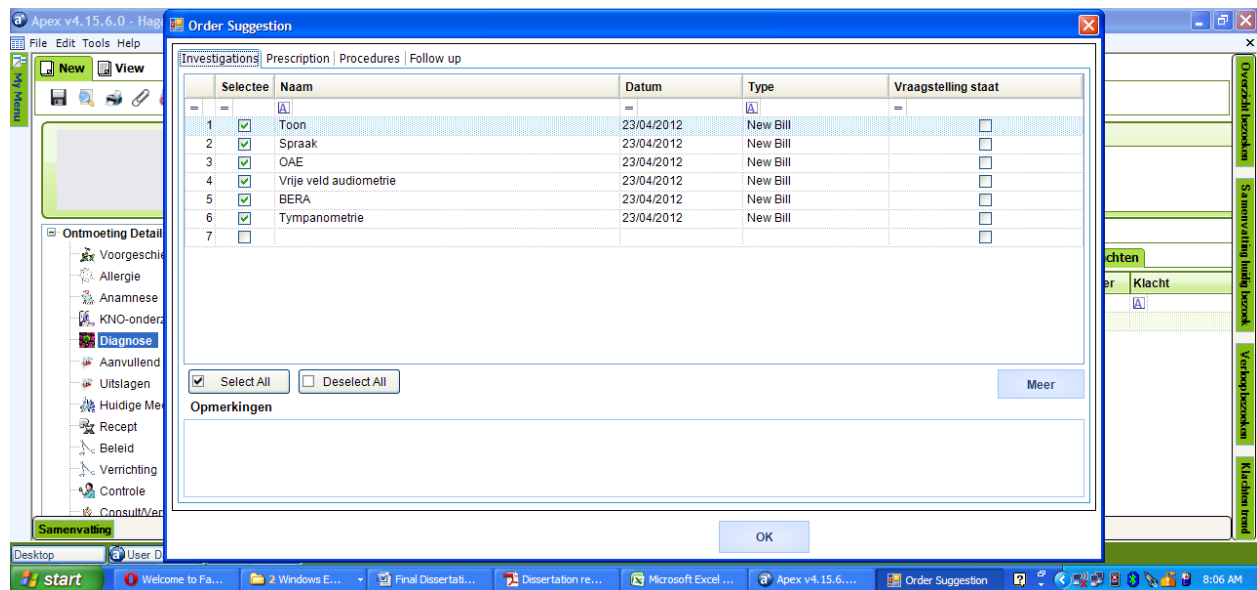 Apex v4.15.6.0 - Hag
Order Suggestion
File Edit Tools Help
My Menu
New View
Investigations Prescription Procedures Follow up
Selectee Naam Datum Type Vraagstelling staat
= = A = A =
1 Toon 23/04/2012 New Bill
2 Spraak 23/04/2012 New Bill
3 OAE 23/04/2012 New Bill
4 Vrije veld audiometrie 23/04/2012 New Bill
5 BERA 23/04/2012 New Bill
6 Tympanometrie 23/04/2012 New Bill
7
Select All Deselect All Meer
Opmerkingen
OK
Ontmoeting Detail
Voorgeschie
Allergie
Anamnese
KNO-onderz
Diagnose
Aanvullend
Uitslagen
Huidige Med
Recept
Beleid
Verrichting
Controle
Consult/Ver
Samenvatting
chten
er Klacht
A
Overzicht bezoeken
Samenvatting huidig bezoek
Verloop bezoeken
Klachten trend
Desktop User D
start Welcome to Fa... 2 Windows E... Final Dissertati... Dissertation re... Microsoft Excel ... Apex v4.15.6.... Order Suggestion 8:06 AM